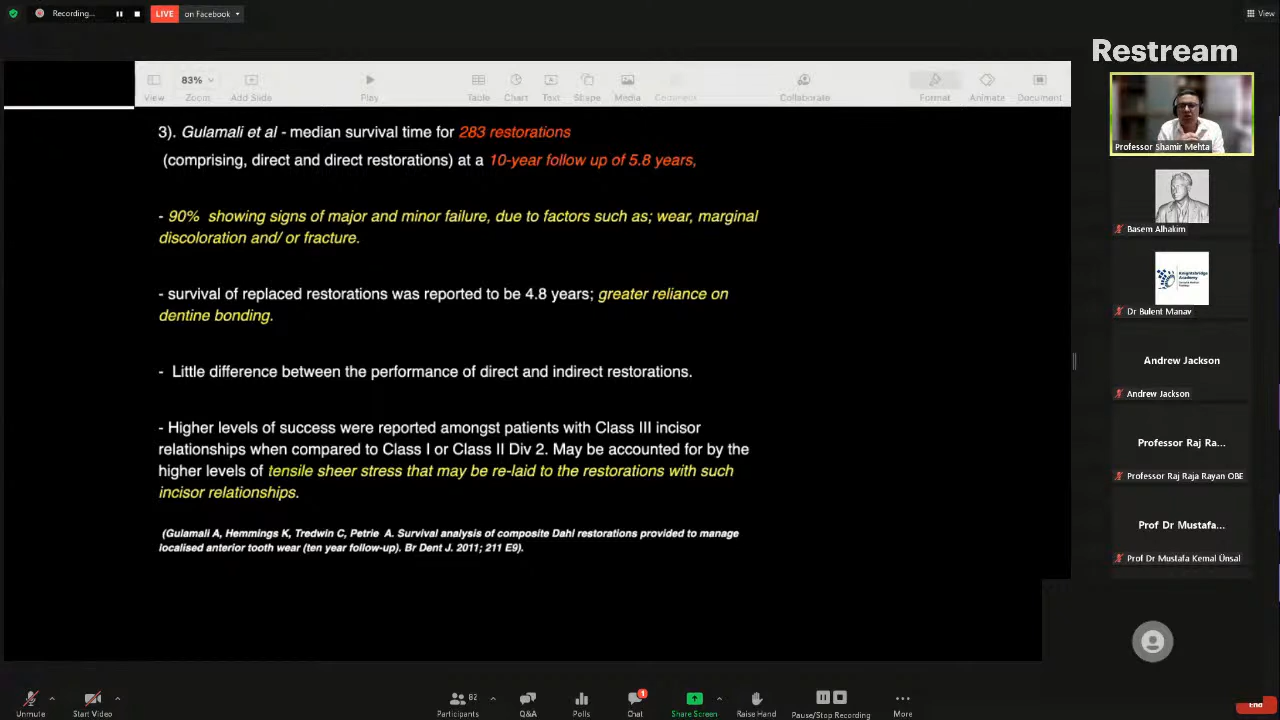 Recording...
LIVE
on Facebook
View
Restream
83%
View
Zoom
Add Slide
Play
Table
Chart
Text
Shape
Media
Comment
Collaborate
Format
Animate
Document
3). Gulamali et al - median survival time for 283 restorations
(comprising, direct and direct restorations) at a 10-year follow up of 5.8 years,
- 90% showing signs of major and minor failure, due to factors such as; wear, marginal
discoloration and/ or fracture.
- survival of replaced restorations was reported to be 4.8 years; greater reliance on
dentine bonding.
- Little difference between the performance of direct and indirect restorations.
- Higher levels of success were reported amongst patients with Class III incisor
relationships when compared to Class I or Class II Div 2. May be accounted for by the
higher levels of tensile sheer stress that may be re-laid to the restorations with such
incisor relationships.
(Gulamali A, Hemmings K, Tredwin C, Petrie A. Survival analysis of composite Dahl restorations provided to manage
localised anterior tooth wear (ten year follow-up). Br Dent J. 2011; 211 E9).
Professor Shamir Mehta
Basem Alhakim
Knightsbridge
Academy
Dr Bulent Manav
Andrew Jackson
Andrew Jackson
Professor Raj Ra...
Professor Raj Raja Rayan OBE
Prof Dr Mustafa...
Prof Dr Mustafa Kemal Ünsal
Unmute
Start Video
82
Participants
Q&A
Polls
1
Chat
Share Screen
Raise Hand
Pause/Stop Recording
More
End